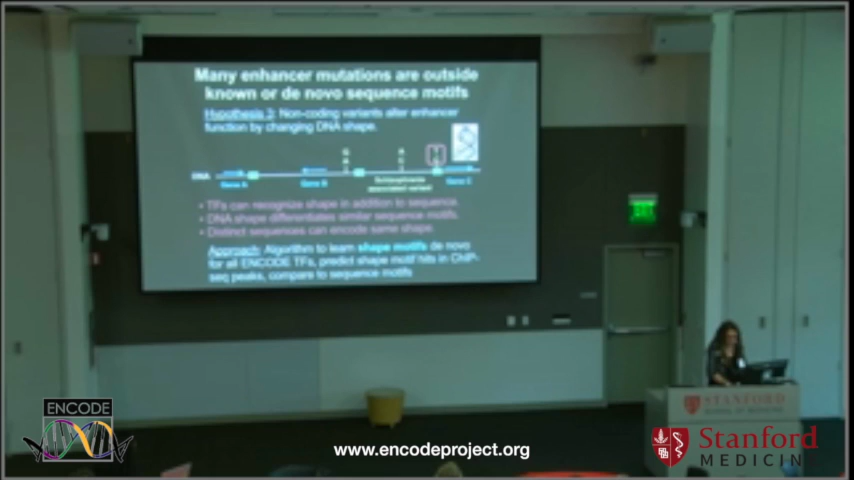 Many enhancer mutations are outside
known or de novo sequence motifs
Hypothesis 3: Non-coding variants alter enhancer
function by changing DNA shape.
DNA
Gene A
Gene B
Schizophrenia
associated variant
Gene C
• TFs can recognize shape in addition to sequence.
• DNA shape differentiates similar sequence motifs.
• Distinct sequences can encode same shape.
Approach: Algorithm to learn shape motifs de novo
for all ENCODE TFs, predict shape motif hits in ChIP-
seq peaks, compare to sequence motifs
STANFORD
SCHOOL OF MEDICINE
ENCODE
www.encodeproject.org
Stanford
MEDICIN